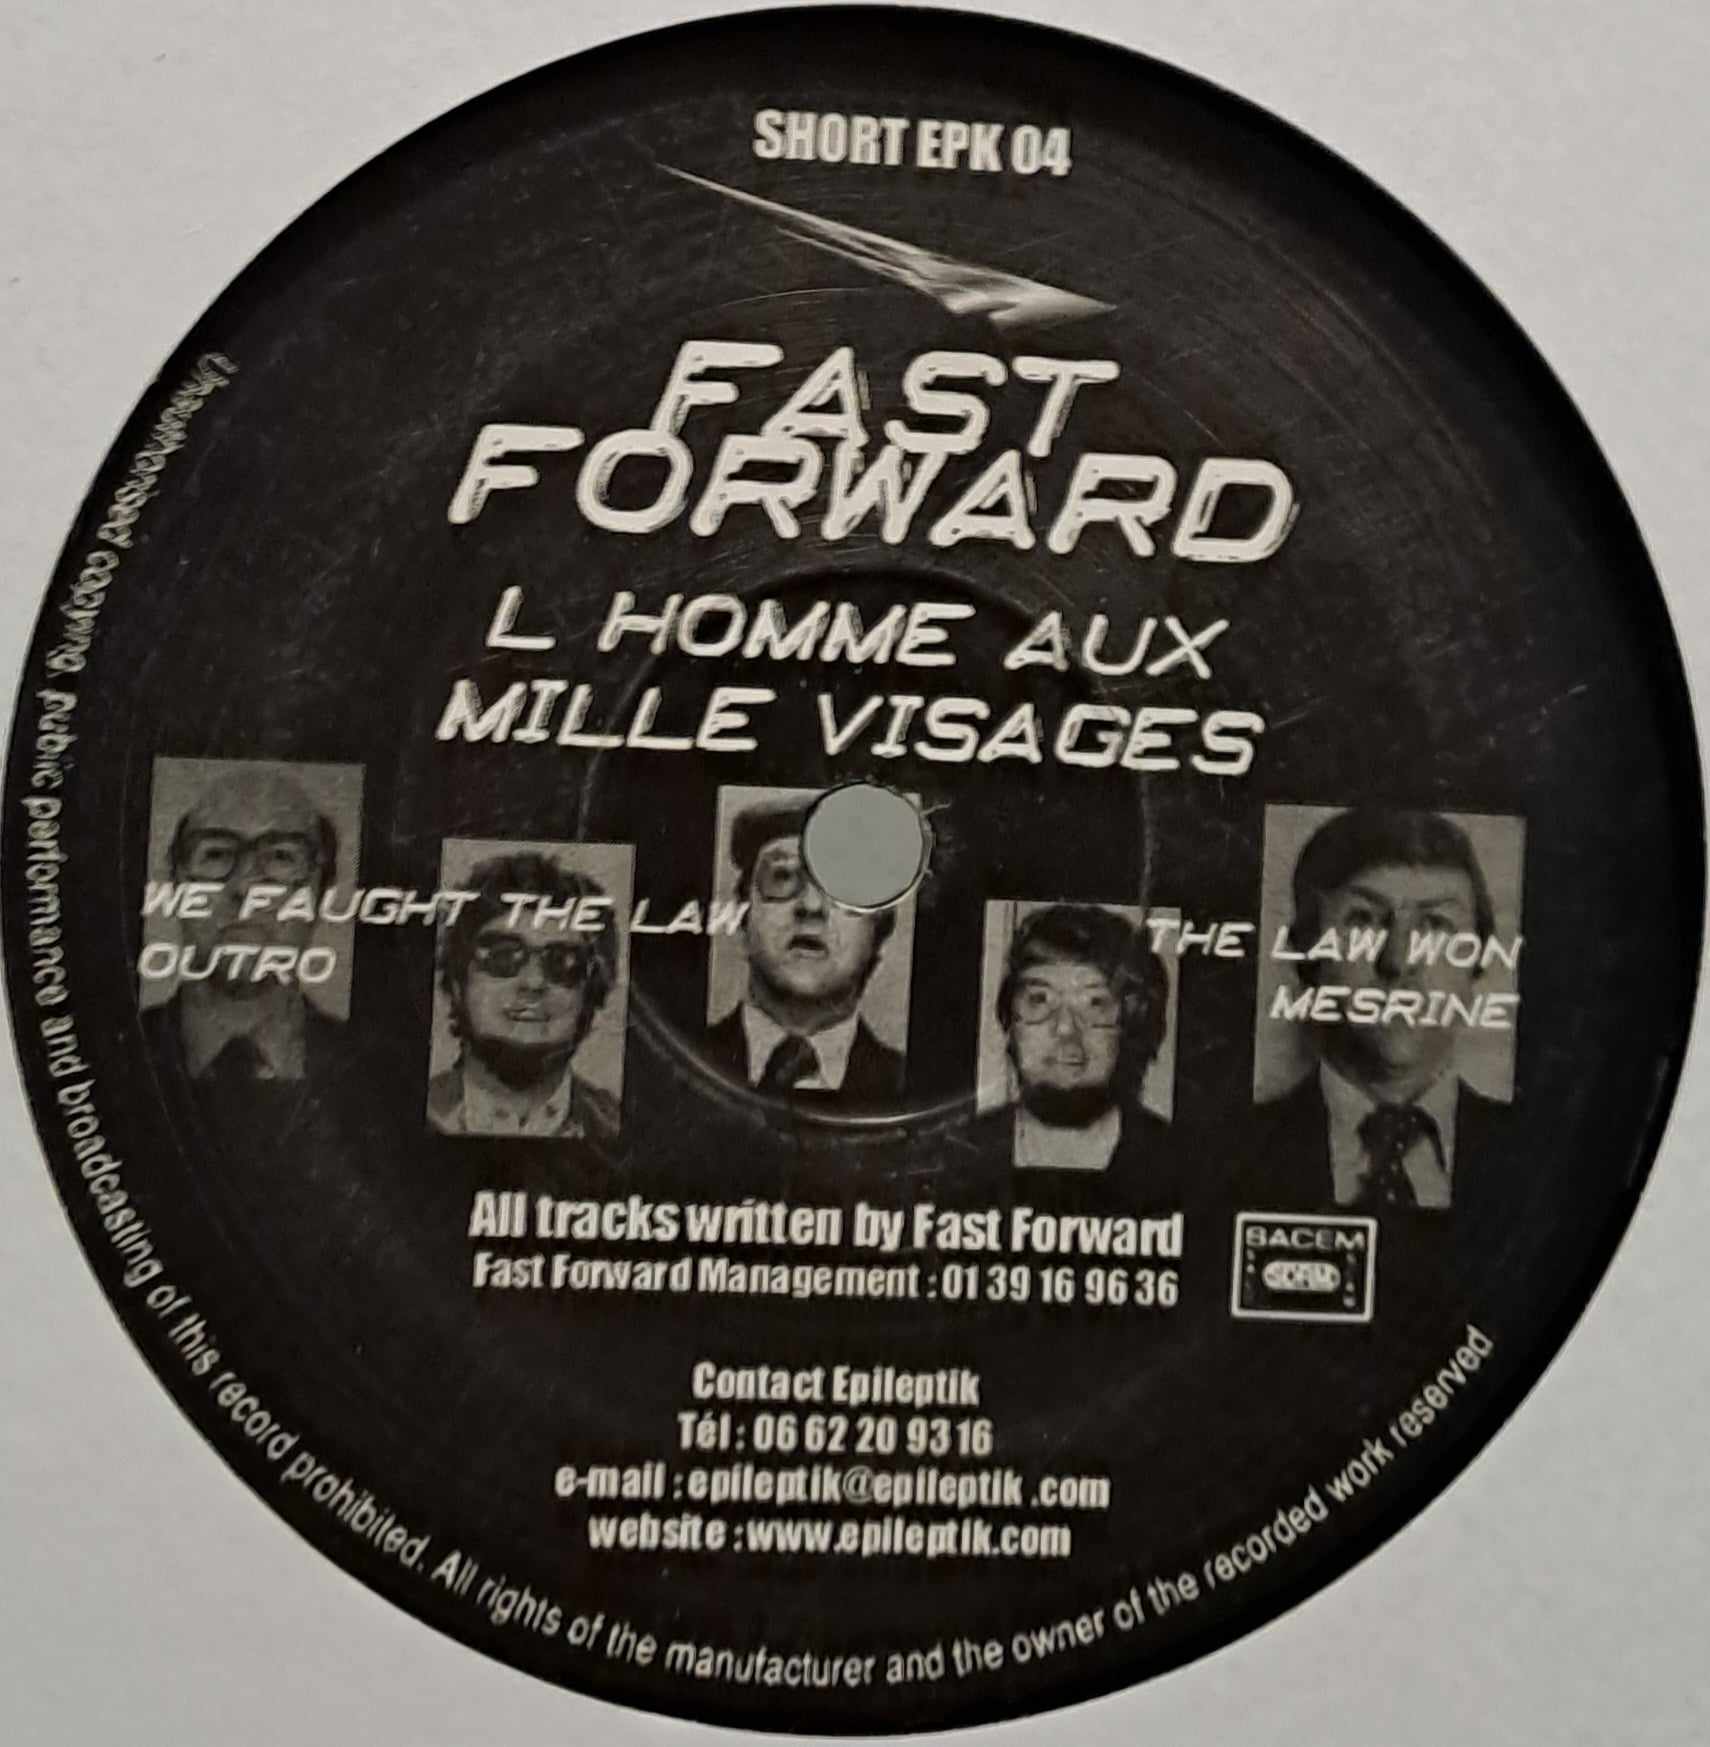 SHORT EPK 04
FAST
FORWARD
L HOMME AUX
MILLE VISAGES
WE FAUGHT THE LAW
OUTRO
THE LAW WON
MESRINE
All tracks written by Fast Forward
Fast Forward Management : 01 39 16 96 36
SACEM
SDRM
Contact Epileptik
Tél : 06 62 20 93 16
e-mail : epileptik@epileptik .com
website : www.epileptik.com
Unauthorised copying, public performance and broadcasting of this record prohibited. All rights of the manufacturer and the owner of the recorded work reserved